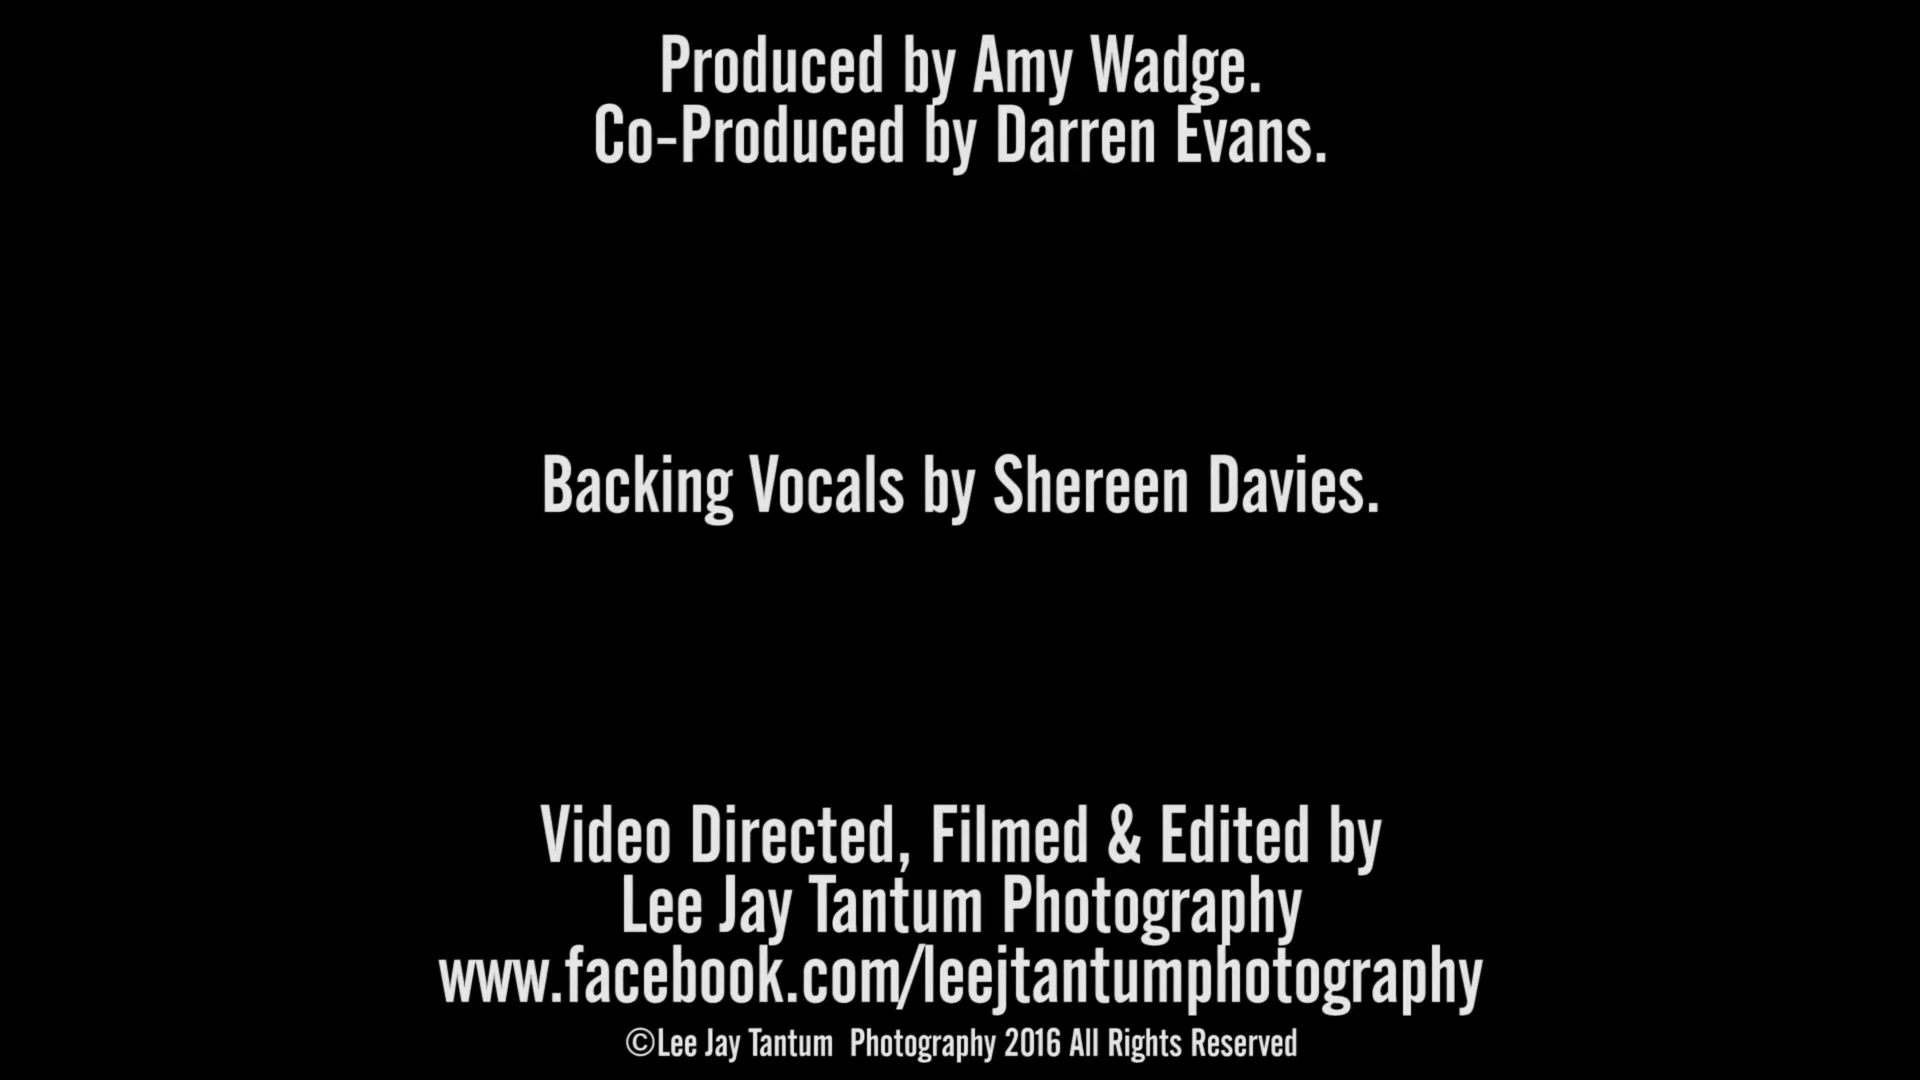 Produced by Amy Wadge.
Co-Produced by Darren Evans.
Backing Vocals by Shereen Davies.
Video Directed, Filmed & Edited by
Lee Jay Tantum Photography
www.facebook.com/leejtantumphotography
©Lee Jay Tantum  Photography 2016 All Rights Reserved